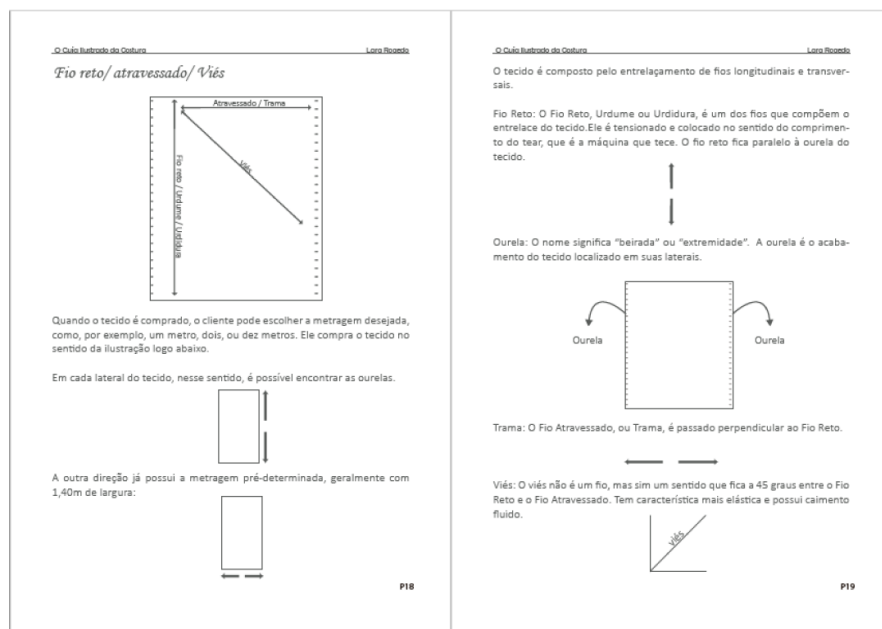 O Guia Ilustrado da Costura
Lara Rogedo
Fio reto/ atravessado/ Viés
Atravessado / Trama
Fio reto / Urdume / Urdidura
Viés
Quando o tecido é comprado, o cliente pode escolher a metragem desejada,
como, por exemplo, um metro, dois, ou dez metros. Ele compra o tecido no
sentido da ilustração logo abaixo.
Em cada lateral do tecido, nesse sentido, é possível encontrar as ourelas.
A outra direção já possui a metragem pré-determinada, geralmente com
1,40m de largura:
P18
O Guia Ilustrado da Costura
Lara Rogedo
O tecido é composto pelo entrelaçamento de fios longitudinais e transver-
sais.
Fio Reto: O Fio Reto, Urdume ou Urdidura, é um dos fios que compõem o
entrelace do tecido.Ele é tensionado e colocado no sentido do comprimen-
to do tear, que é a máquina que tece. O fio reto fica paralelo à ourela do
tecido.
Ourela: O nome significa “beirada” ou “extremidade”. A ourela é o acaba-
mento do tecido localizado em suas laterais.
Ourela
Ourela
Trama: O Fio Atravessado, ou Trama, é passado perpendicular ao Fio Reto.
Viés: O viés não é um fio, mas sim um sentido que fica a 45 graus entre o Fio
Reto e o Fio Atravessado. Tem característica mais elástica e possui caimento
fluido.
viés
P19